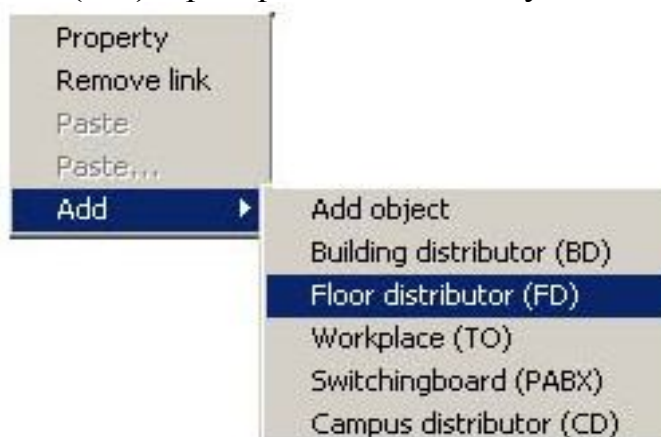 Property
Remove link
Paste
Paste...
Add
Add object
Building distributor (BD)
Floor distributor (FD)
Workplace (TO)
Switchingboard (PABX)
Campus distributor (CD)